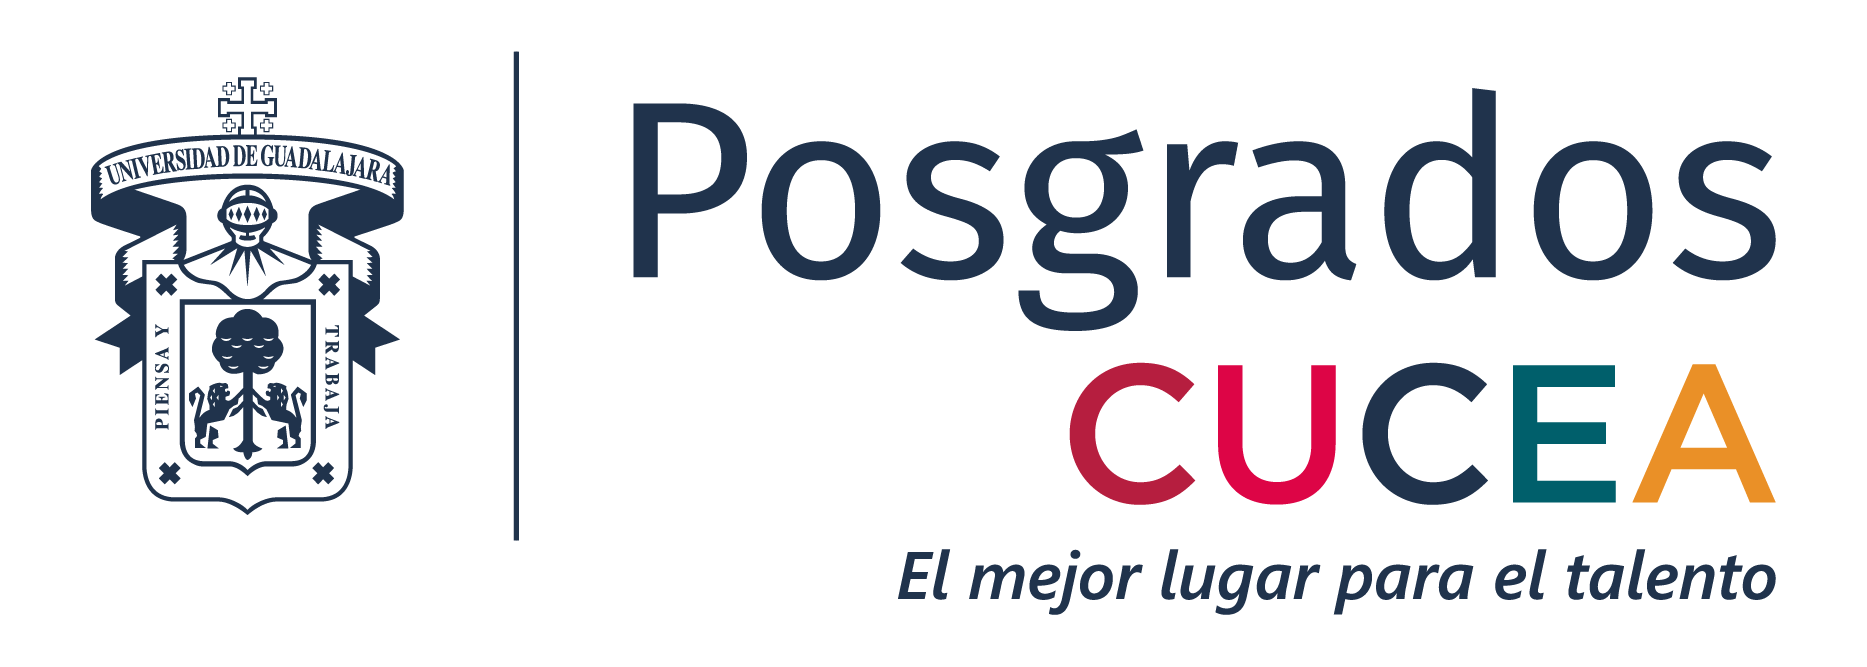 UNIVERSIDAD DE GUADALAJARA
PIENSA Y
TRABAJA
Posgrados
CUCEA
El mejor lugar para el talento